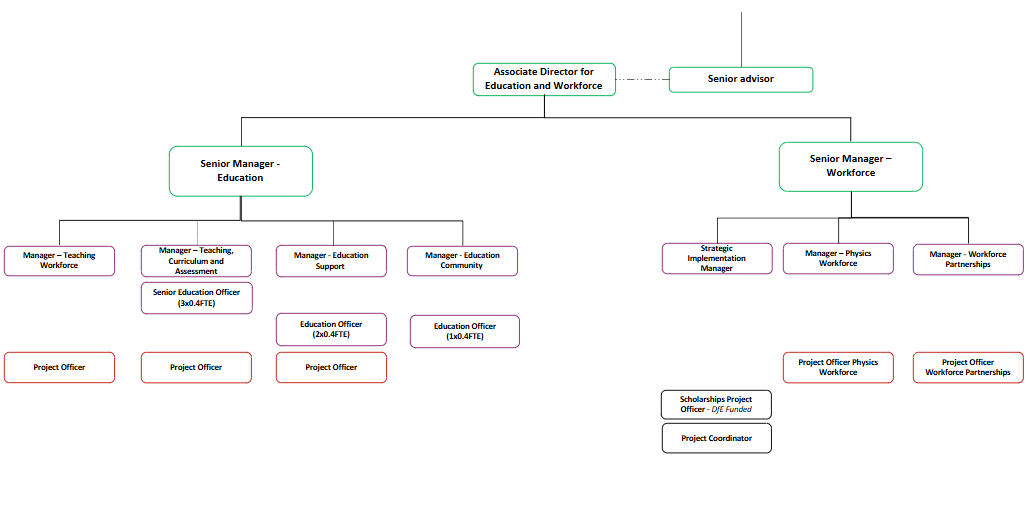 Associate Director for
Education and Workforce
Senior advisor
Senior Manager -
Education
Senior Manager –
Workforce
Manager – Teaching
Workforce
Manager – Teaching,
Curriculum and
Assessment
Manager - Education
Support
Manager - Education
Community
Strategic
Implementation
Manager
Manager – Physics
Workforce
Manager - Workforce
Partnerships
Senior Education Officer
(3x0.4FTE)
Education Officer
(2x0.4FTE)
Education Officer
(1x0.4FTE)
Project Officer
Project Officer
Project Officer
Project Officer Physics
Workforce
Project Officer
Workforce Partnerships
Scholarships Project
Officer - DfE Funded
Project Coordinator